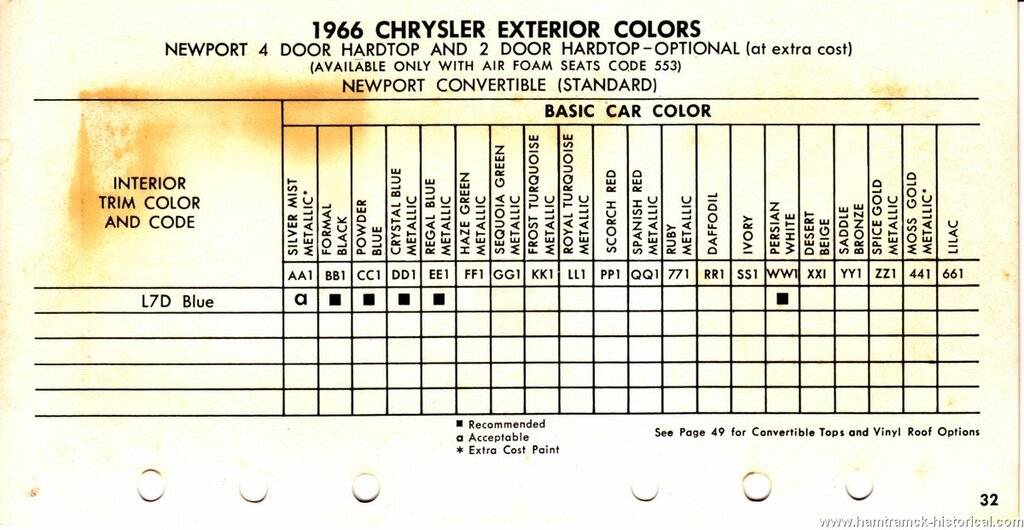 1966 CHRYSLER EXTERIOR COLORS
NEWPORT 4 DOOR HARDTOP AND 2 DOOR HARDTOP-OPTIONAL (at extra cost)
(AVAILABLE ONLY WITH AIR FOAM SEATS CODE 553)
NEWPORT CONVERTIBLE (STANDARD)
BASIC CAR COLOR
INTERIOR
TRIM COLOR
AND CODE
SILVER MIST
METALLIC*
FORMAL
BLACK
POWDER
BLUE
CRYSTAL BLUE
METALLIC
REGAL BLUE
METALLIC
HAZE GREEN
METALLIC
SEQUOIA GREEN
METALLIC
FROST TURQUOISE
METALLIC
ROYAL TURQUOISE
METALLIC
SCORCH RED
SPANISH RED
METALLIC
RUBY
METALLIC
DAFFODIL
IVORY
PERSIAN
WHITE
DESERT
BEIGE
SADDLE
BRONZE
SPICE GOLD
METALLIC
MOSS GOLD
METALLIC*
LILAC
AA1 BB1 CC1 DD1 EE1 FF1 GG1 KK1 LL1 PP1 QQ1 771 RR1 SS1 WW1 XX1 YY1 ZZ1 441 661
L7D Blue a ■ ■ ■ ■ ■
■ Recommended
a Acceptable
* Extra Cost Paint
See Page 49 for Convertible Tops and Vinyl Roof Options
32
www.hamtramck-historical.com